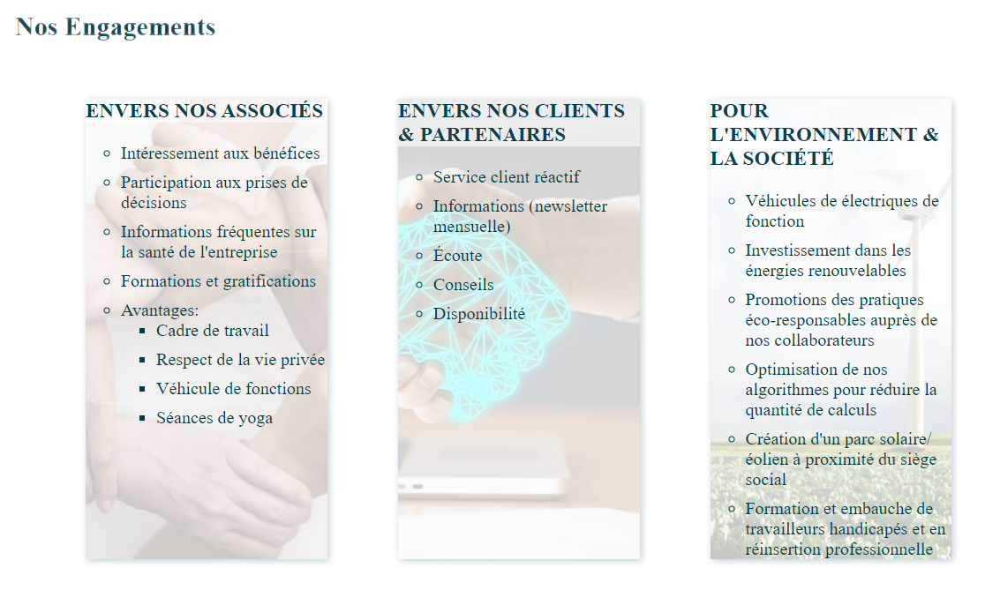 Nos Engagements
ENVERS NOS ASSOCIÉS
Intéressement aux bénéfices
Participation aux prises de
décisions
Informations fréquentes sur
la santé de l'entreprise
Formations et gratifications
Avantages:
Cadre de travail
Respect de la vie privée
Véhicule de fonctions
Séances de yoga
ENVERS NOS CLIENTS
& PARTENAIRES
Service client réactif
Informations (newsletter
mensuelle)
Écoute
Conseils
Disponibilité
POUR
L'ENVIRONNEMENT &
LA SOCIÉTÉ
Véhicules de électriques de
fonction
Investissement dans les
énergies renouvelables
Promotions des pratiques
éco-responsables auprès de
nos collaborateurs
Optimisation de nos
algorithmes pour réduire la
quantité de calculs
Création d'un parc solaire/
éolien à proximité du siège
social
Formation et embauche de
travailleurs handicapés et en
réinsertion professionnelle